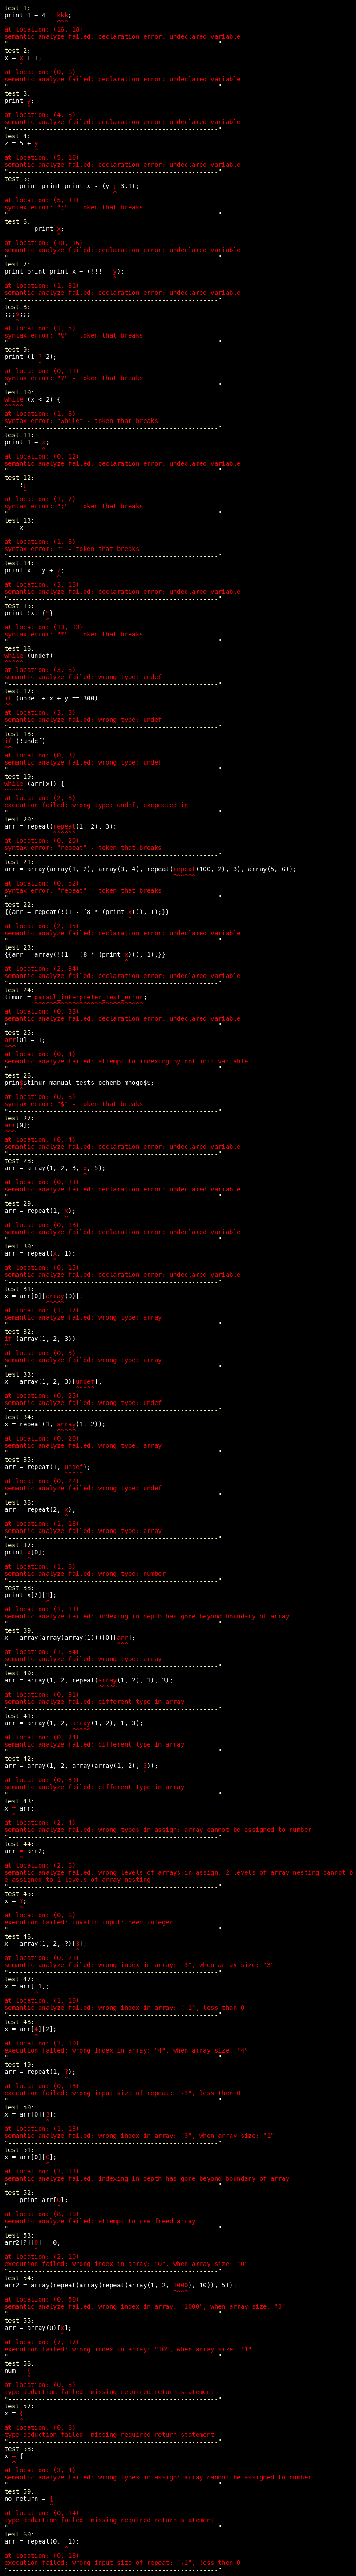 test 1:
print 1 + 4 - kkk;
^^^
at location: (16, 16)
semantic analyze failed: declaration error: undeclared variable
"-------------------------------------------------------"
test 2:
x = x + 1;
^
at location: (0, 6)
semantic analyze failed: declaration error: undeclared variable
"-------------------------------------------------------"
test 3:
print y;
^
at location: (4, 8)
semantic analyze failed: declaration error: undeclared variable
"-------------------------------------------------------"
test 4:
z = 5 + y;
^
at location: (5, 10)
semantic analyze failed: declaration error: undeclared variable
"-------------------------------------------------------"
test 5:
print print print x - (y ; 3.1);
^
at location: (5, 31)
syntax error: ";" - token that breaks
"-------------------------------------------------------"
test 6:
print x;
^
at location: (10, 16)
semantic analyze failed: declaration error: undeclared variable
"-------------------------------------------------------"
test 7:
print print print x + (!!! - y);
^
at location: (1, 31)
semantic analyze failed: declaration error: undeclared variable
"-------------------------------------------------------"
test 8:
;;;%;;;
^
at location: (1, 5)
syntax error: "%" - token that breaks
"-------------------------------------------------------"
test 9:
print (1 ? 2);
^
at location: (0, 11)
syntax error: "?" - token that breaks
"-------------------------------------------------------"
test 10:
while (x < 2) {
^^^^^
at location: (1, 6)
syntax error: "while" - token that breaks
"-------------------------------------------------------"
test 11:
print 1 + x;
^
at location: (0, 12)
semantic analyze failed: declaration error: undeclared variable
"-------------------------------------------------------"
test 12:
!;
^
at location: (1, 7)
syntax error: ";" - token that breaks
"-------------------------------------------------------"
test 13:
x

at location: (1, 6)
syntax error: "" - token that breaks
"-------------------------------------------------------"
test 14:
print x - y + z;
^
at location: (3, 16)
semantic analyze failed: declaration error: undeclared variable
"-------------------------------------------------------"
test 15:
print !x; {*}
^
at location: (13, 13)
syntax error: "*" - token that breaks
"-------------------------------------------------------"
test 16:
while (undef)
^^^^^
at location: (3, 6)
semantic analyze failed: wrong type: undef
"-------------------------------------------------------"
test 17:
if (undef + x + y == 300)
^^
at location: (3, 3)
semantic analyze failed: wrong type: undef
"-------------------------------------------------------"
test 18:
if (!undef)
^^
at location: (0, 3)
semantic analyze failed: wrong type: undef
"-------------------------------------------------------"
test 19:
while (arr[x]) {
^^^^^
at location: (2, 6)
execution failed: wrong type: undef, excpected int
"-------------------------------------------------------"
test 20:
arr = repeat(repeat(1, 2), 3);
^^^^^^
at location: (0, 20)
syntax error: "repeat" - token that breaks
"-------------------------------------------------------"
test 21:
arr = array(array(1, 2), array(3, 4), repeat(repeat(100, 2), 3), array(5, 6));
^^^^^^
at location: (0, 52)
syntax error: "repeat" - token that breaks
"-------------------------------------------------------"
test 22:
{{arr = repeat(!(1 - (8 * (print x))), 1);}}
^
at location: (2, 35)
semantic analyze failed: declaration error: undeclared variable
"-------------------------------------------------------"
test 23:
{{arr = array(!(1 - (8 * (print x))), 1);}}
^
at location: (2, 34)
semantic analyze failed: declaration error: undeclared variable
"-------------------------------------------------------"
test 24:
timur = paracl_interpreter_test_error;
^^^^^^^^^^^^^^^^^^^^^^^^^^^^^
at location: (0, 38)
semantic analyze failed: declaration error: undeclared variable
"-------------------------------------------------------"
test 25:
arr[0] = 1;
^^^
at location: (0, 4)
semantic analyze failed: attempt to indexing by not init variable
"-------------------------------------------------------"
test 26:
prin$timur_manual_tests_ochenb_mnogo$$;
^
at location: (0, 6)
syntax error: "$" - token that breaks
"-------------------------------------------------------"
test 27:
arr[0];
^^^
at location: (0, 4)
semantic analyze failed: declaration error: undeclared variable
"-------------------------------------------------------"
test 28:
arr = array(1, 2, 3, x, 5);
^
at location: (0, 23)
semantic analyze failed: declaration error: undeclared variable
"-------------------------------------------------------"
test 29:
arr = repeat(1, x);
^
at location: (0, 18)
semantic analyze failed: declaration error: undeclared variable
"-------------------------------------------------------"
test 30:
arr = repeat(x, 1);
^
at location: (0, 15)
semantic analyze failed: declaration error: undeclared variable
"-------------------------------------------------------"
test 31:
x = arr[0][array(0)];
^^^^^
at location: (1, 17)
semantic analyze failed: wrong type: array
"-------------------------------------------------------"
test 32:
if (array(1, 2, 3))
^^
at location: (0, 3)
semantic analyze failed: wrong type: array
"-------------------------------------------------------"
test 33:
x = array(1, 2, 3)[undef];
^^^^^
at location: (0, 25)
semantic analyze failed: wrong type: undef
"-------------------------------------------------------"
test 34:
x = repeat(1, array(1, 2));
^^^^^
at location: (0, 20)
semantic analyze failed: wrong type: array
"-------------------------------------------------------"
test 35:
arr = repeat(1, undef);
^^^^^
at location: (0, 22)
semantic analyze failed: wrong type: undef
"-------------------------------------------------------"
test 36:
arr = repeat(2, x);
^
at location: (1, 18)
semantic analyze failed: wrong type: array
"-------------------------------------------------------"
test 37:
print x[0];
^
at location: (1, 8)
semantic analyze failed: wrong type: number
"-------------------------------------------------------"
test 38:
print x[2][1];
^
at location: (1, 13)
semantic analyze failed: indexing in depth has gone beyond boundary of array
"-------------------------------------------------------"
test 39:
x = array(array(array(1)))[0][arr];
^^^
at location: (1, 34)
semantic analyze failed: wrong type: array
"-------------------------------------------------------"
test 40:
arr = array(1, 2, repeat(array(1, 2), 1), 3);
^^^^^
at location: (0, 31)
semantic analyze failed: different type in array
"-------------------------------------------------------"
test 41:
arr = array(1, 2, array(1, 2), 1, 3);
^^^^^
at location: (0, 24)
semantic analyze failed: different type in array
"-------------------------------------------------------"
test 42:
arr = array(1, 2, array(array(1, 2), 3));
^
at location: (0, 39)
semantic analyze failed: different type in array
"-------------------------------------------------------"
test 43:
x = arr;
^
at location: (2, 4)
semantic analyze failed: wrong types in assign: array cannot be assigned to number
"-------------------------------------------------------"
test 44:
arr = arr2;
^
at location: (2, 6)
semantic analyze failed: wrong levels of arrays in assign: 2 levels of array nesting cannot b
e assigned to 1 levels of array nesting
"-------------------------------------------------------"
test 45:
x = ?;
^
at location: (0, 6)
execution failed: invalid input: need integer
"-------------------------------------------------------"
test 46:
x = array(1, 2, ?)[3];
^
at location: (0, 21)
semantic analyze failed: wrong index in array: "3", when array size: "3"
"-------------------------------------------------------"
test 47:
x = arr[-1];
^
at location: (1, 10)
semantic analyze failed: wrong index in array: "-1", less than 0
"-------------------------------------------------------"
test 48:
x = arr[4][2];
^
at location: (1, 10)
execution failed: wrong index in array: "4", when array size: "4"
"-------------------------------------------------------"
test 49:
arr = repeat(1, ?);
^
at location: (0, 18)
execution failed: wrong input size of repeat: "-1", less then 0
"-------------------------------------------------------"
test 50:
x = arr[0][3];
^
at location: (1, 13)
semantic analyze failed: wrong index in array: "3", when array size: "1"
"-------------------------------------------------------"
test 51:
x = arr[0][0];
^
at location: (1, 13)
semantic analyze failed: indexing in depth has gone beyond boundary of array
"-------------------------------------------------------"
test 52:
print arr[0];
^
at location: (8, 16)
semantic analyze failed: attempt to use freed array
"-------------------------------------------------------"
test 53:
arr2[?][0] = 0;
^
at location: (2, 10)
execution failed: wrong index in array: "0", when array size: "0"
"-------------------------------------------------------"
test 54:
arr2 = array(repeat(array(repeat(array(1, 2, 1000), 10)), 5));
^^^^
at location: (0, 50)
semantic analyze failed: wrong index in array: "1000", when array size: "3"
"-------------------------------------------------------"
test 55:
arr = array(0)[x];
^
at location: (7, 17)
execution failed: wrong index in array: "10", when array size: "1"
"-------------------------------------------------------"
test 56:
num = {
^
at location: (0, 8)
type deduction failed: missing required return statement
"-------------------------------------------------------"
test 57:
x = {
^
at location: (0, 6)
type deduction failed: missing required return statement
"-------------------------------------------------------"
test 58:
x = {
^
at location: (3, 4)
semantic analyze failed: wrong types in assign: array cannot be assigned to number
"-------------------------------------------------------"
test 59:
no_return = {
^
at location: (0, 14)
type deduction failed: missing required return statement
"-------------------------------------------------------"
test 60:
arr = repeat(0, -1);
^
at location: (0, 18)
execution failed: wrong input size of repeat: "-1", less then 0
"-------------------------------------------------------"